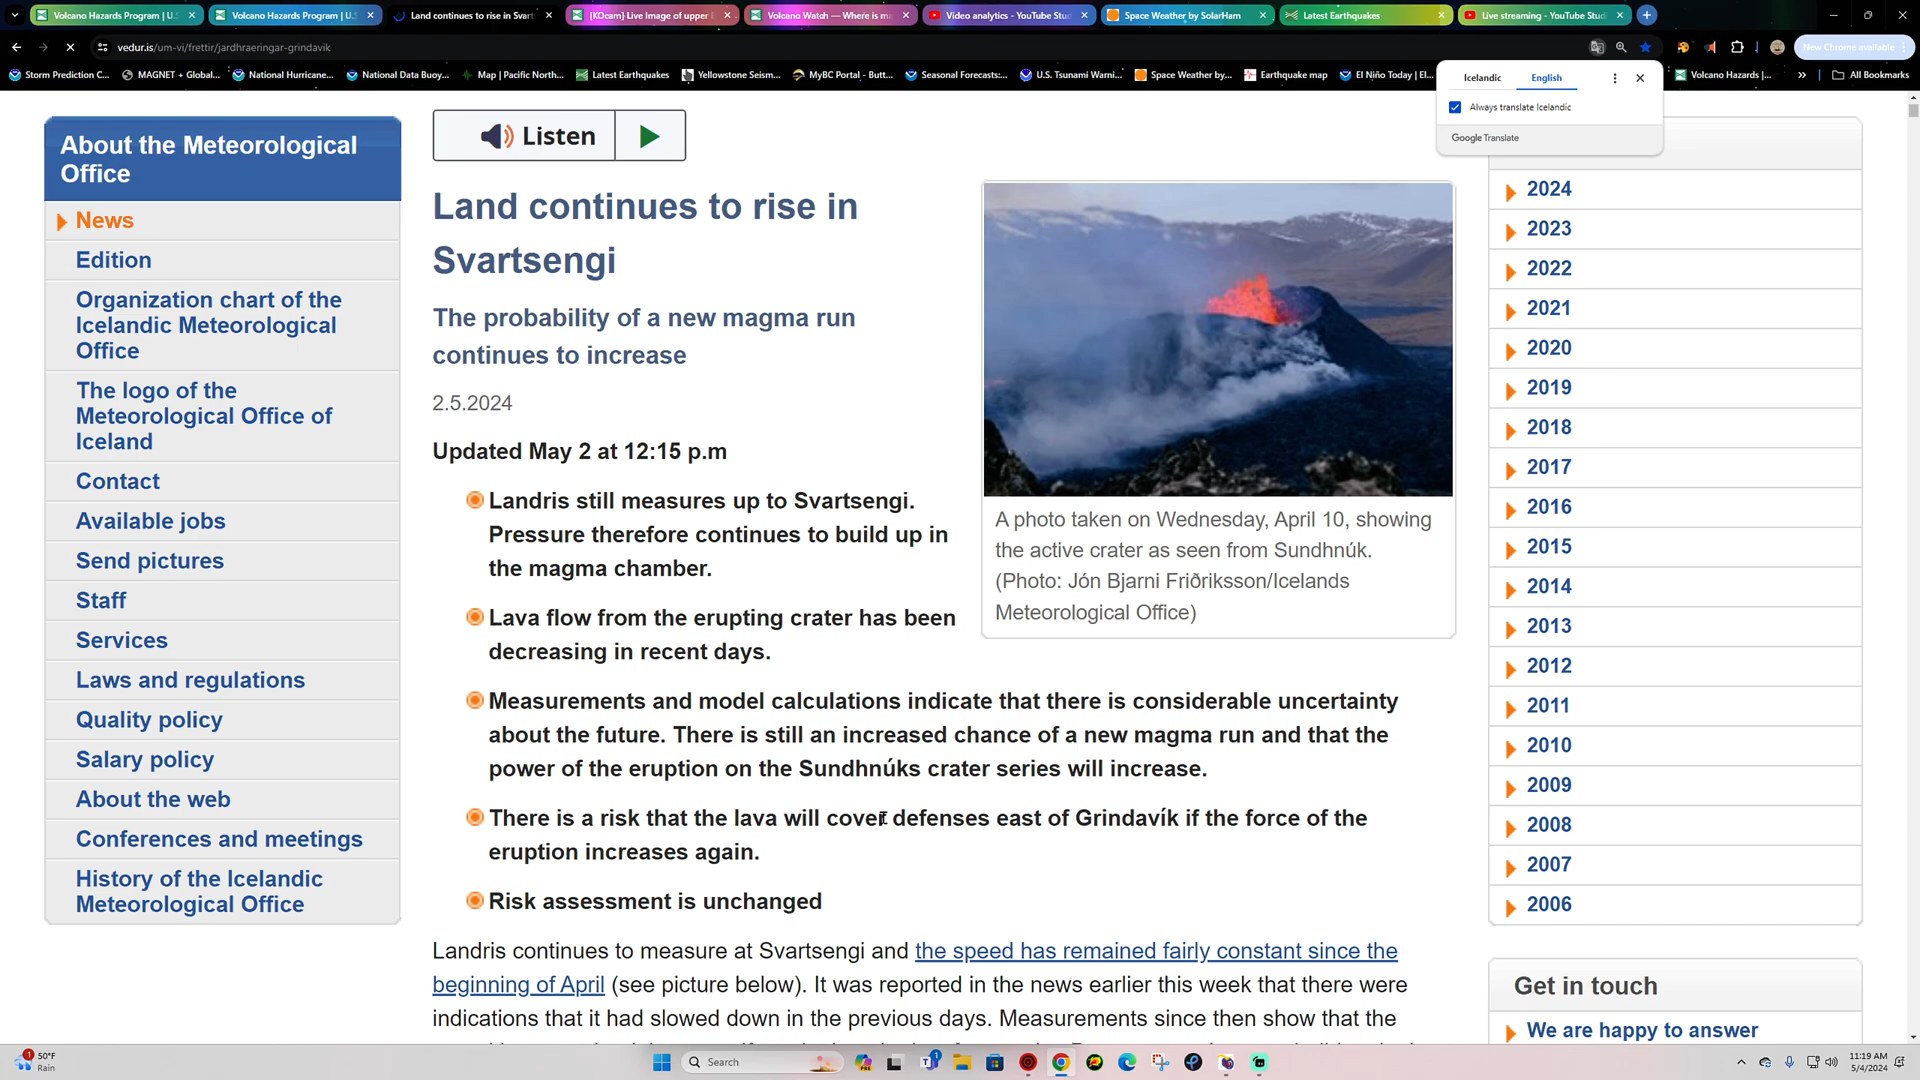 Volcano Hazards Program | U.S
Volcano Hazards Program | U.S
Land continues to rise in Svart
[KOcam] Live Image of upper
Volcano Watch — Where is m
Video analytics - YouTube Stud
Space Weather by SolarHam
Latest Earthquakes
Live streaming - YouTube Stud
vedur.is/um-vi/frettir/jardhraeringar-grindavik
New Chrome available
Storm Prediction C...
MAGNET + Global...
National Hurricane...
National Data Buoy...
Map | Pacific North...
Latest Earthquakes
Yellowstone Seism...
MyBC Portal - Butt...
Seasonal Forecasts:...
U.S. Tsunami Warni...
Space Weather by...
Earthquake map
El Niño Today | El...
Volcano Hazards |...
All Bookmarks
Icelandic
English
Always translate Icelandic
Google Translate
About the Meteorological
Office
News
Edition
Organization chart of the
Icelandic Meteorological
Office
The logo of the
Meteorological Office of
Iceland
Contact
Available jobs
Send pictures
Staff
Services
Laws and regulations
Quality policy
Salary policy
About the web
Conferences and meetings
History of the Icelandic
Meteorological Office
Listen
Land continues to rise in
Svartsengi
The probability of a new magma run
continues to increase
2.5.2024
Updated May 2 at 12:15 p.m
Landris still measures up to Svartsengi.
Pressure therefore continues to build up in
the magma chamber.
Lava flow from the erupting crater has been
decreasing in recent days.
Measurements and model calculations indicate that there is considerable uncertainty
about the future. There is still an increased chance of a new magma run and that the
power of the eruption on the Sundhnúks crater series will increase.
There is a risk that the lava will cover defenses east of Grindavík if the force of the
eruption increases again.
Risk assessment is unchanged
Landris continues to measure at Svartsengi and the speed has remained fairly constant since the
beginning of April (see picture below). It was reported in the news earlier this week that there were
indications that it had slowed down in the previous days. Measurements since then show that the
A photo taken on Wednesday, April 10, showing
the active crater as seen from Sundhnúk.
(Photo: Jón Bjarni Friðriksson/Icelands
Meteorological Office)
2024
2023
2022
2021
2020
2019
2018
2017
2016
2015
2014
2013
2012
2011
2010
2009
2008
2007
2006
Get in touch
We are happy to answer
1
50°F
Rain
Search
1
11:19 AM
5/4/2024